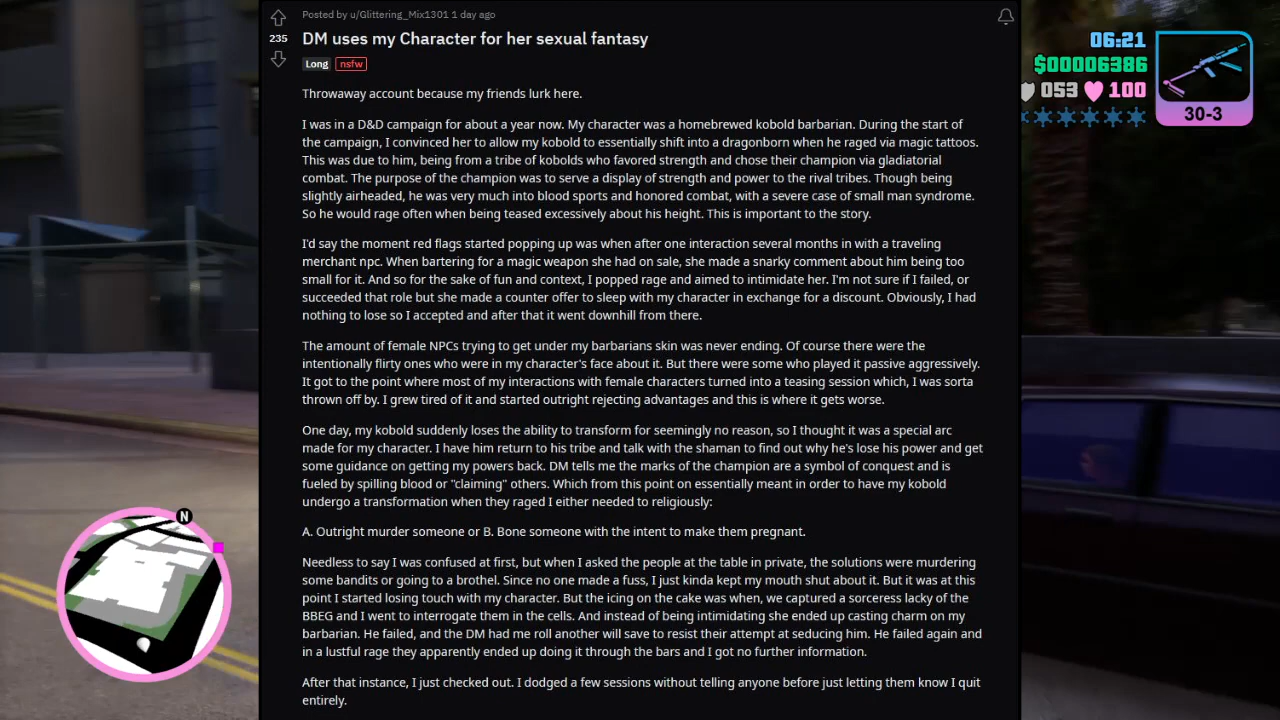 Posted by u/Glittering_Mix1301 1 day ago
235
DM uses my Character for her sexual fantasy
Long nsfw
Throwaway account because my friends lurk here.
I was in a D&D campaign for about a year now. My character was a homebrewed kobold barbarian. During the start of
the campaign, I convinced her to allow my kobold to essentially shift into a dragonborn when he raged via magic tattoos.
This was due to him, being from a tribe of kobolds who favored strength and chose their champion via gladiatorial
combat. The purpose of the champion was to serve a display of strength and power to the rival tribes. Though being
slightly airheaded, he was very much into blood sports and honored combat, with a severe case of small man syndrome.
So he would rage often when being teased excessively about his height. This is important to the story.
I'd say the moment red flags started popping up was when after one interaction several months in with a traveling
merchant npc. When bartering for a magic weapon she had on sale, she made a snarky comment about him being too
small for it. And so for the sake of fun and context, I popped rage and aimed to intimidate her. I'm not sure if I failed, or
succeeded that role but she made a counter offer to sleep with my character in exchange for a discount. Obviously, I had
nothing to lose so I accepted and after that it went downhill from there.
The amount of female NPCs trying to get under my barbarians skin was never ending. Of course there were the
intentionally flirty ones who were in my character's face about it. But there were some who played it passive aggressively.
It got to the point where most of my interactions with female characters turned into a teasing session which, I was sorta
thrown off by. I grew tired of it and started outright rejecting advances and this is where it gets worse.
One day, my kobold suddenly loses the ability to transform for seemingly no reason, so I thought it was a special arc
made for my character. I have him return to his tribe and talk with the shaman to find out why he's lose his power and get
some guidance on getting my powers back. DM tells me the marks of the champion are a symbol of conquest and is
fueled by spilling blood or "claiming" others. Which from this point on essentially meant in order to have my kobold
undergo a transformation when they raged I either needed to religiously:
A. Outright murder someone or B. Bone someone with the intent to make them pregnant.
Needless to say I was confused at first, but when I asked the people at the table in private, the solutions were murdering
some bandits or going to a brothel. Since no one made a fuss, I just kinda kept my mouth shut about it. But it was at this
point I started losing touch with my character. But the icing on the cake was when, we captured a sorceress lacky of the
BBEG and I went to interrogate them in the cells. And instead of being intimidating she ended up casting charm on my
barbarian. He failed, and the DM had me roll another will save to resist their attempt at seducing him. He failed again and
in a lustful rage they apparently ended up doing it through the bars and I got no further information.
After that instance, I just checked out. I dodged a few sessions without telling anyone before just letting them know I quit
entirely.
06:21
$00006386
053 100
30-3
N